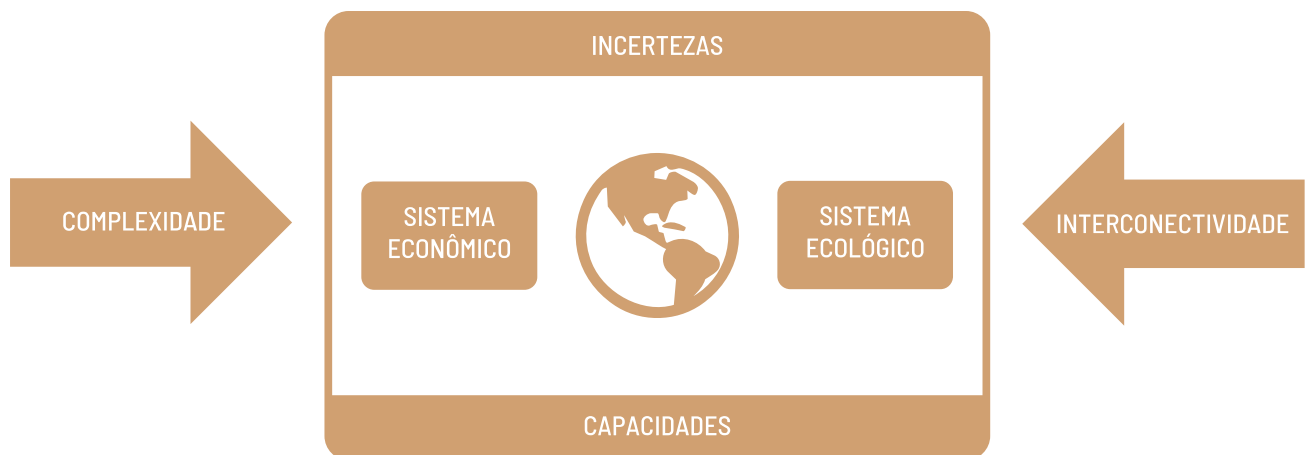 INCERTEZAS
COMPLEXIDADE
SISTEMA
ECONÔMICO
SISTEMA
ECOLÓGICO
INTERCONECTIVIDADE
CAPACIDADES